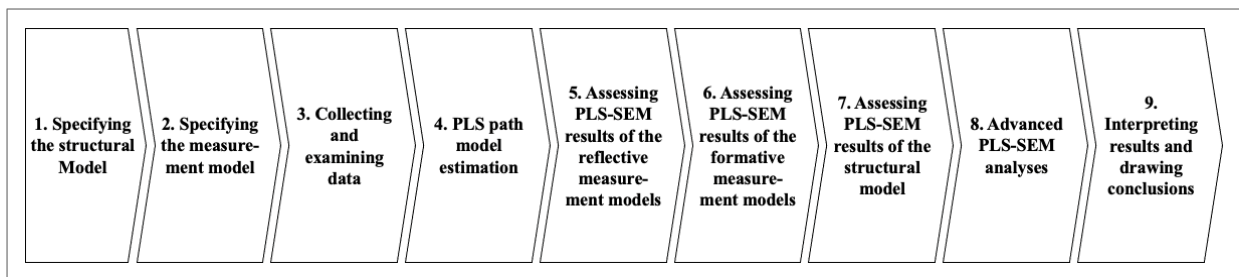 1. Specifying
the structural
Model
2. Specifying
the measure-
ment model
3. Collecting
and
examining
data
4. PLS path
model
estimation
5. Assessing
PLS-SEM
results of the
reflective
measure-
ment models
6. Assessing
PLS-SEM
results of the
formative
measure-
ment models
7. Assessing
PLS-SEM
results of the
structural
model
8. Advanced
PLS-SEM
analyses
9.
Interpreting
results and
drawing
conclusions